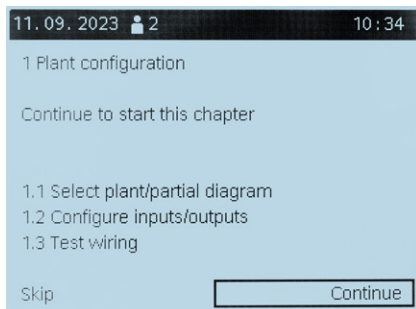 11.09.2023 2 10:34
1 Plant configuration
Continue to start this chapter
1.1 Select plant/partial diagram
1.2 Configure inputs/outputs
1.3 Test wiring
Skip Continue